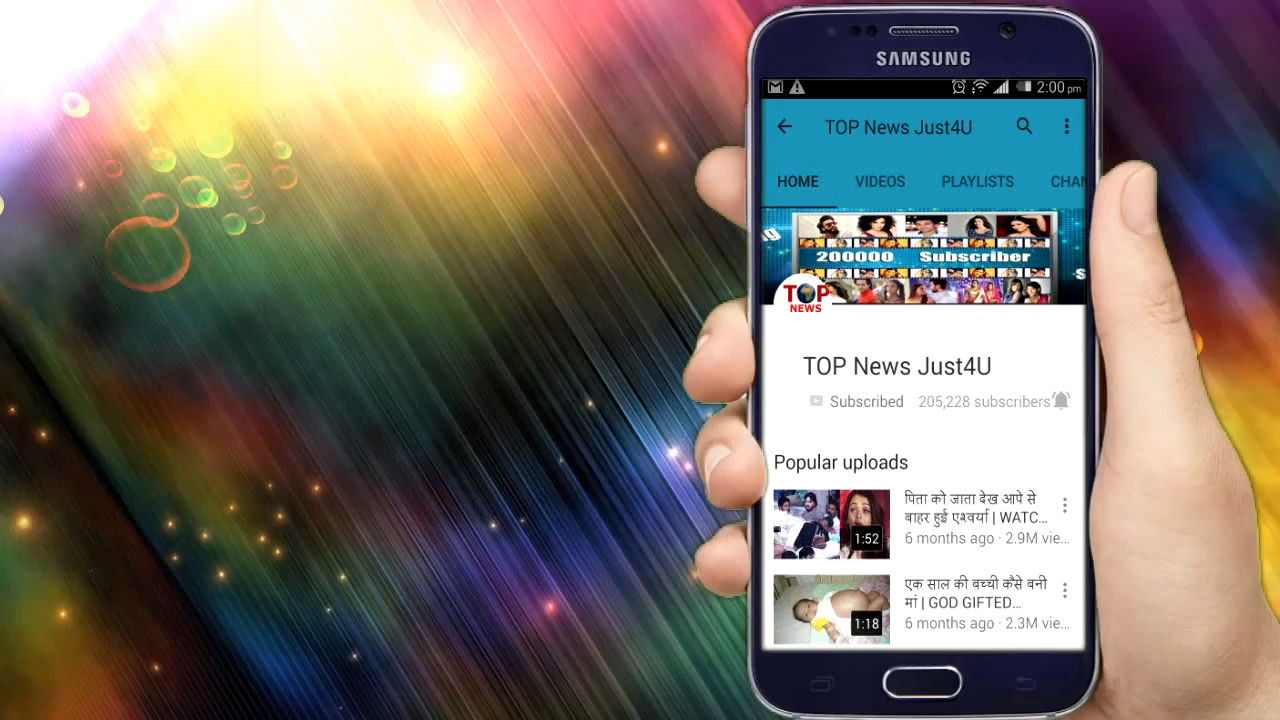 SAMSUNG
2:00 pm
TOP News Just4U
HOME VIDEOS PLAYLISTS CHAN
200000 Subscriber
TOP
NEWS
TOP News Just4U
Subscribed 205,228 subscribers
Popular uploads
पिता को जाता देख आपे से
बाहर हुई एश्वर्या | WATC...
1:52
6 months ago · 2.9M vie...
एक साल की बच्ची कैसे बनी
मां | GOD GIFTED...
1:18
6 months ago · 2.3M vie...